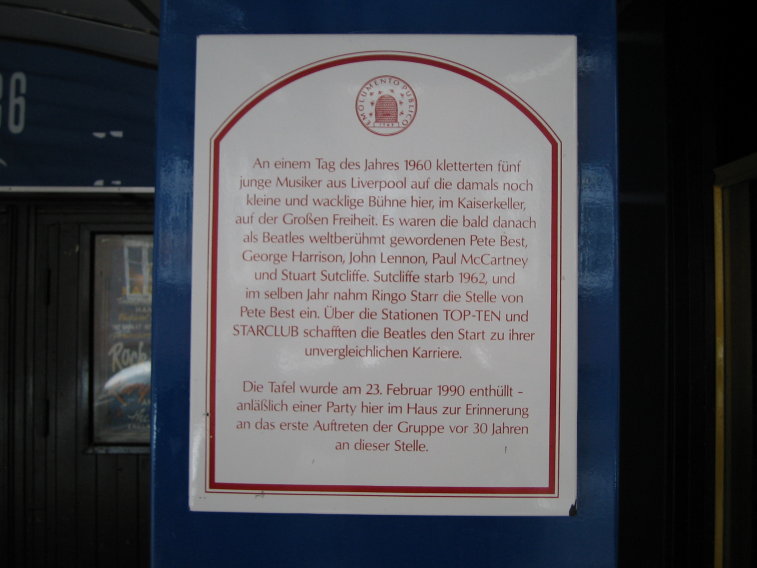 36
EMOLUMENTO PUBLICO
An einem Tag des Jahres 1960 kletterten fünf
junge Musiker aus Liverpool auf die damals noch
kleine und wacklige Bühne hier, im Kaiserkeller,
auf der Großen Freiheit. Es waren die bald danach
als Beatles weltberühmt gewordenen Pete Best,
George Harrison, John Lennon, Paul McCartney
und Stuart Sutcliffe. Sutcliffe starb 1962, und
im selben Jahr nahm Ringo Starr die Stelle von
Pete Best ein. Über die Stationen TOP-TEN und
STARCLUB schafften die Beatles den Start zu ihrer
unvergleichlichen Karriere.
Die Tafel wurde am 23. Februar 1990 enthüllt -
anläßlich einer Party hier im Haus zur Erinnerung
an das erste Auftreten der Gruppe vor 30 Jahren
an dieser Stelle.
Rock